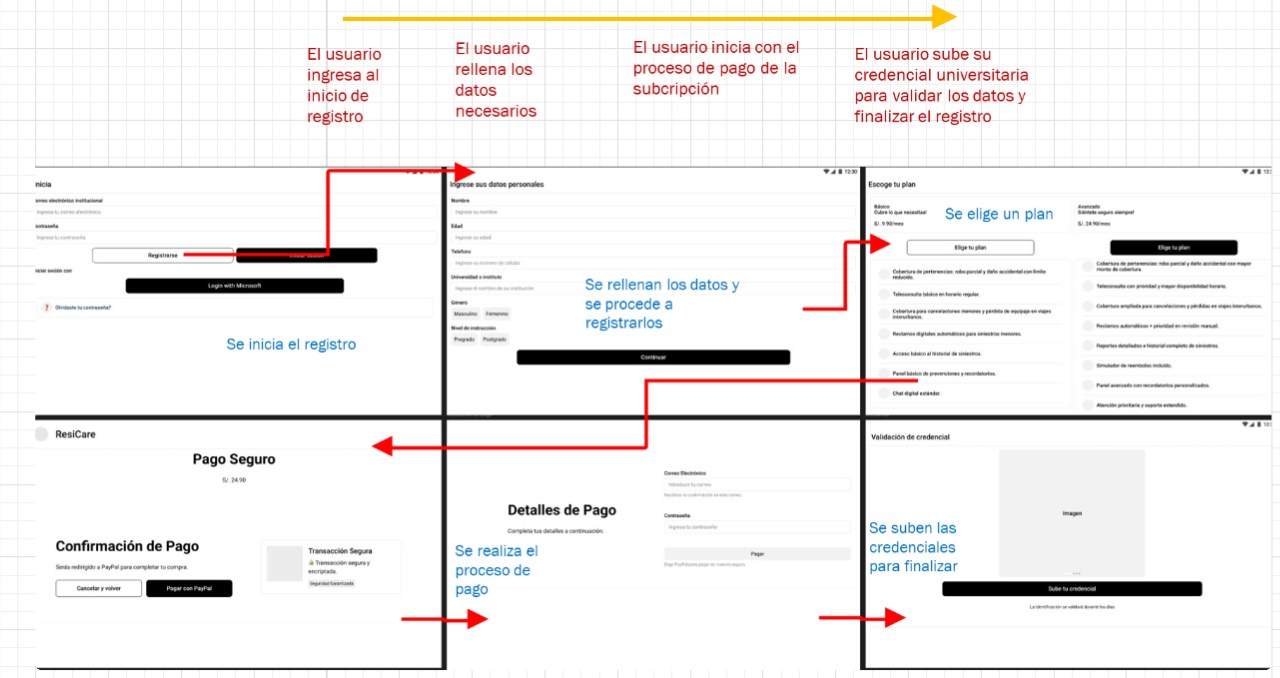 El usuario
ingresa al
inicio de
registro
El usuario
rellena los
datos
necesarios
El usuario inicia con el
proceso de pago de la
subcripción
El usuario sube su
credencial universitaria
para validar los datos y
finalizar el registro
nicia
orreo electrónico institucional
Ingrese tu correo electrónico
ontraseña
Ingrese tu contraseña
Registrarse
niciar sesión con
Login with Microsoft
? Olvidaste tu contraseña?
Se inicia el registro
12:30
Ingrese sus datos personales
Nombre
Ingrese su nombre
Edad
Ingrese su edad
Telefono
Ingrese su numero de celular
Universidad o instituto
Ingrese el nombre de su institución
Género
Masculino Femenino
Nivel de instrucción
Pregrado Postgrado
Continuar
Se rellenan los datos y
se procede a
registrarlos
12:3
Escoge tu plan
Básico
Cubre lo que necesitas!
S/. 9.90/mes
Se elige un plan
Avanzado
Siéntete seguro siempre!
S/. 24.90/mes
Elige tu plan
Elige tu plan
Cobertura de pertenencias: robo parcial y daño accidental con límite
reducido.
Teleconsulta básica en horario regular.
Cobertura para cancelaciones menores y pérdida de equipaje en viajes
interurbanos.
Reclamos digitales automáticos para siniestros menores.
Acceso básico al historial de siniestros.
Panel básico de prevenciones y recordatorios.
Chat digital estándar.
Cobertura de pertenencias: robo parcial y daño accidental con mayor
monto de cobertura.
Teleconsulta con prioridad y mayor disponibilidad horaria.
Cobertura ampliada para cancelaciones y pérdidas en viajes interurbanos.
Reclamos automáticos + prioridad en revisión manual.
Reportes detallados e historial completo de siniestros.
Simulador de reembolsos incluido.
Panel avanzado con recordatorios personalizados.
Atención prioritaria y soporte extendido.
ResiCare
Pago Seguro
S/. 24.90
Confirmación de Pago
Serás redirigido a PayPal para completar tu compra.
Cancelar y volver
Pagar con PayPal
Transacción Segura
Transacción segura y
encriptada.
Seguridad Garantizada
Detalles de Pago
Completa tus detalles a continuación.
Correo Electrónico
Introduce tu correo
Recibirás la confirmación en este correo.
Contraseña
Ingresa tu contraseña
Pagar
Elige PayPal para pagar de manera segura.
Se realiza el
proceso de
pago
Validación de credencial
Imagen
Se suben las
credenciales
para finalizar
Sube tu credencial
La identificación se validará durante los días